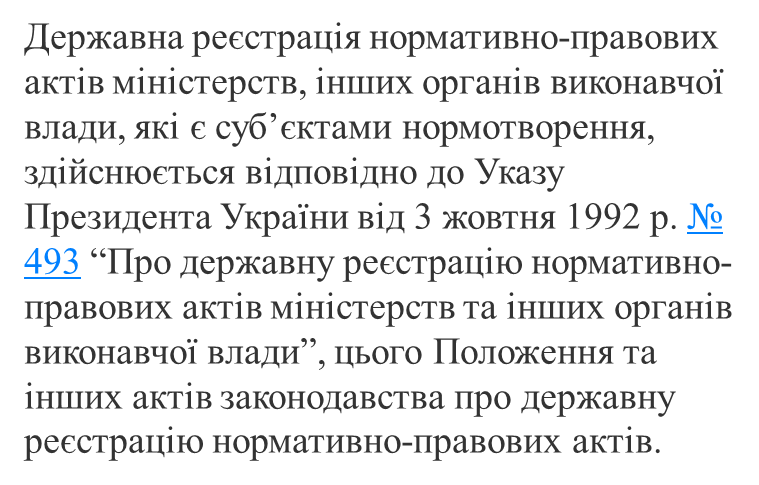 Державна реєстрація нормативно-правових
актів міністерств, інших органів виконавчої
влади, які є суб’єктами нормотворення,
здійснюється відповідно до Указу
Президента України від 3 жовтня 1992 р. №
493 “Про державну реєстрацію нормативно-
правових актів міністерств та інших органів
виконавчої влади”, цього Положення та
інших актів законодавства про державну
реєстрацію нормативно-правових актів.